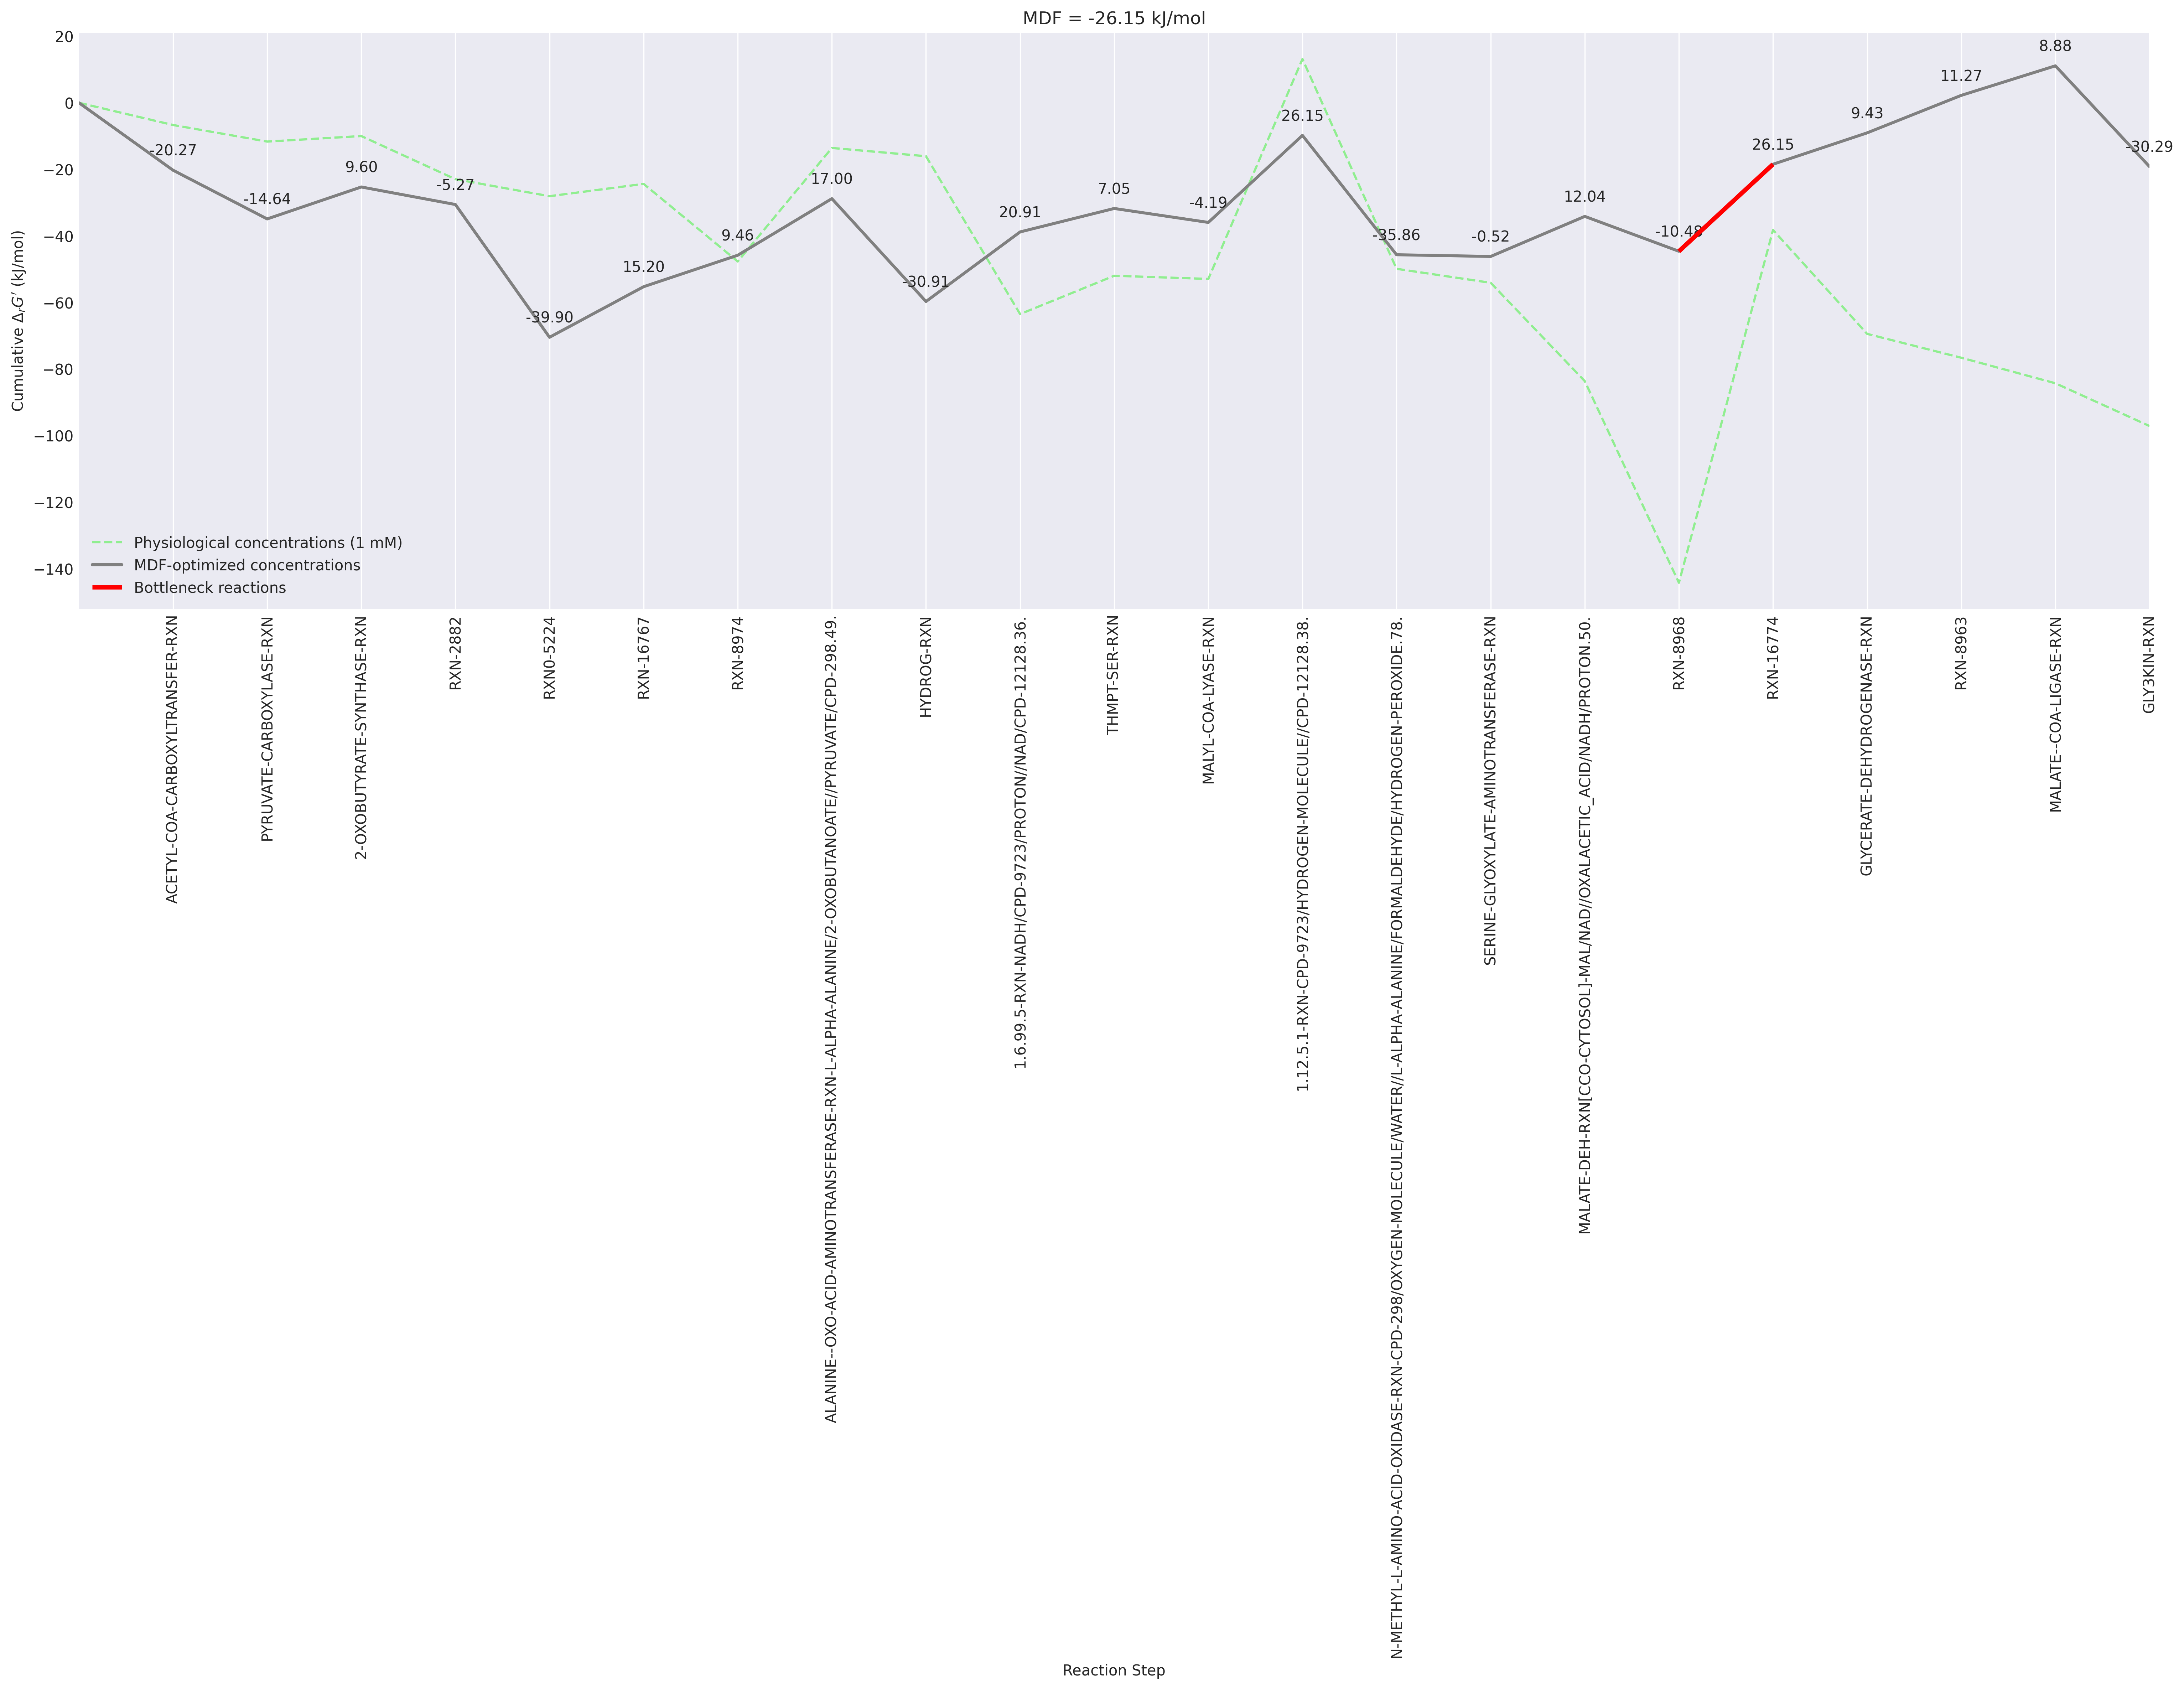 MDF = -26.15 kJ/mol
Cumulative ΔrG′ (kJ/mol)
20
0
−20
−40
−60
−80
−100
−120
−140
-20.27
-14.64
9.60
-5.27
-39.90
15.20
9.46
17.00
-30.91
20.91
7.05
-4.19
26.15
-35.86
-0.52
12.04
-10.48
26.15
9.43
11.27
8.88
-30.29
Physiological concentrations (1 mM)
MDF-optimized concentrations
Bottleneck reactions
ACETYL-COA-CARBOXYLTRANSFER-RXN
PYRUVATE-CARBOXYLASE-RXN
2-OXOBUTYRATE-SYNTHASE-RXN
RXN-2882
RXN0-5224
RXN-16767
RXN-8974
ALANINE--OXO-ACID-AMINOTRANSFERASE-RXN-L-ALPHA-ALANINE/2-OXOBUTANOATE//PYRUVATE/CPD-298.49.
HYDROG-RXN
1.6.99.5-RXN-NADH/CPD-9723/PROTON//NAD/CPD-12128.36.
THMPT-SER-RXN
MALYL-COA-LYASE-RXN
1.12.5.1-RXN-CPD-9723/HYDROGEN-MOLECULE//CPD-12128.38.
N-METHYL-L-AMINO-ACID-OXIDASE-RXN-CPD-298/OXYGEN-MOLECULE/WATER//L-ALPHA-ALANINE/FORMALDEHYDE/HYDROGEN-PEROXIDE.78.
SERINE-GLYOXYLATE-AMINOTRANSFERASE-RXN
MALATE-DEH-RXN[CCO-CYTOSOL]-MAL/NAD//OXALACETIC_ACID/NADH/PROTON.50.
RXN-8968
RXN-16774
GLYCERATE-DEHYDROGENASE-RXN
RXN-8963
MALATE--COA-LIGASE-RXN
GLY3KIN-RXN
Reaction Step